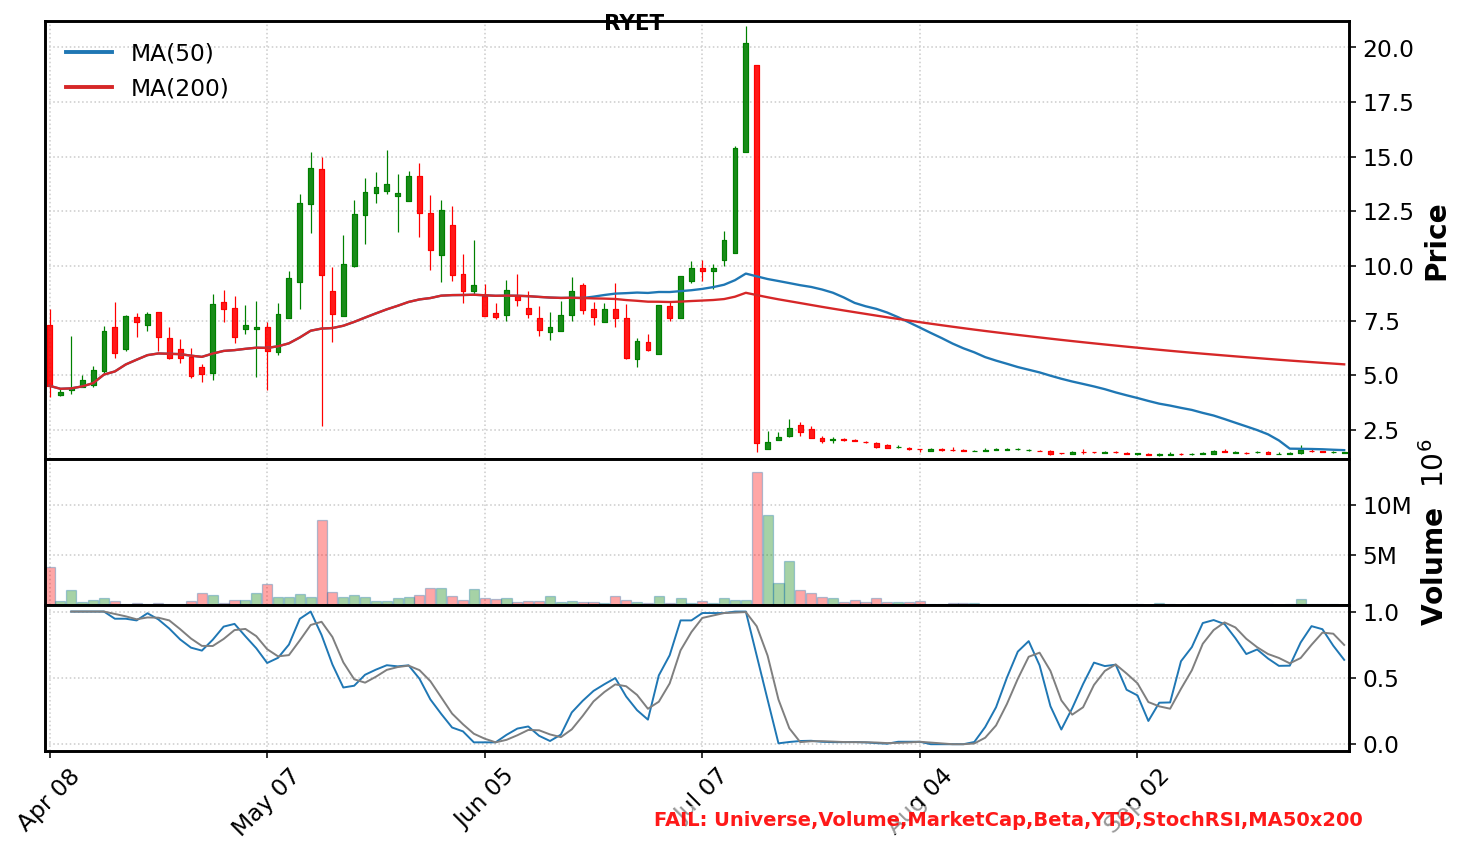 RYET
MA(50)
MA(200)
20.0
17.5
15.0
12.5
10.0
7.5
5.0
2.5
Price
10M
5M
Volume 10⁶
1.0
0.5
0.0
Apr 08
May 07
Jun 05
Jul 07
Aug 04
Sep 02
FAIL: Universe,Volume,MarketCap,Beta,YTD,StochRSI,MA50x200